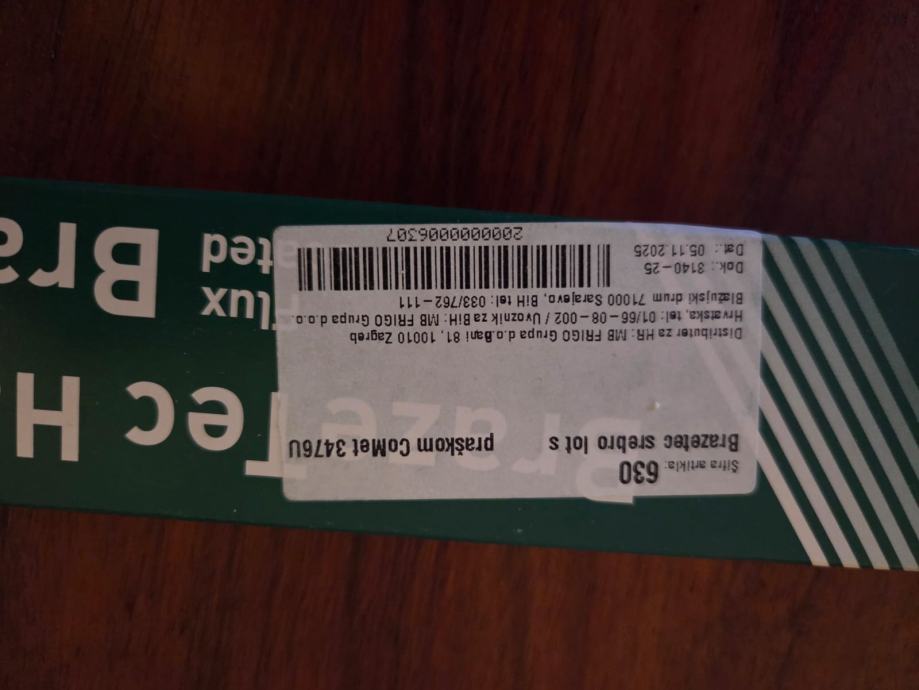 Šifra artikla: 630
Brazetec srebro lot s praškom CoMet 3476U
Distributer za HR: MB FRIGO Grupa d.o.Bani 81, 10010 Zagreb
Hrvatska, tel: 01/66-08-002 / Uvoznik za BiH: MB FRIGO Grupa d.o.o.
Blažujski drum 71000 Sarajevo, BiH tel: 033/762-111
Dok.: 3140-25
Dat.: 05.11.2025
2000000006307
BrazeTec H
Flux
Bra